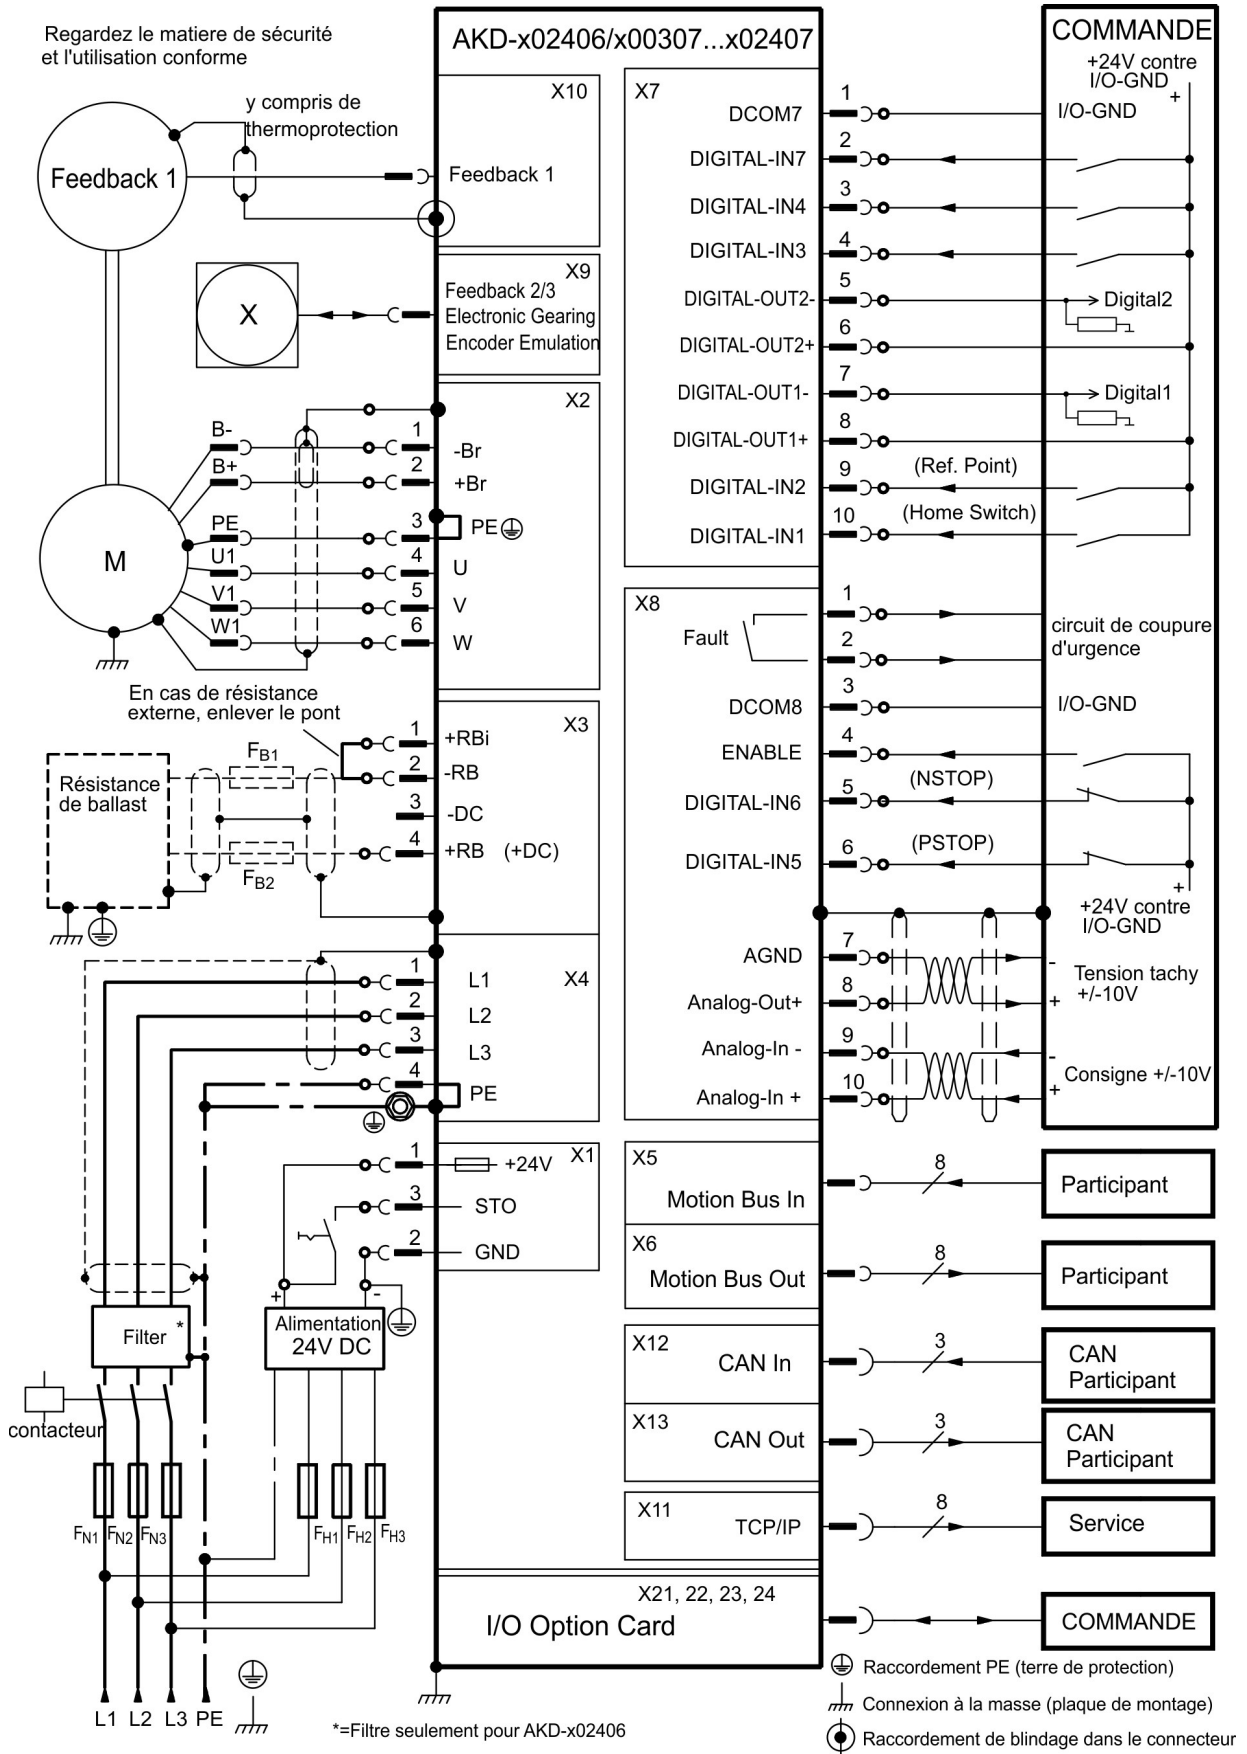 Regardez le matiere de sécurité
et l'utilisation conforme
AKD-x02406/x00307...x02407
COMMANDE
+24V contre
I/O-GND
+
I/O-GND
y compris de
thermoprotection
Feedback 1
X10
Feedback 1
X
X9
Feedback 2/3
Electronic Gearing
Encoder Emulation
X2
B-
1
-Br
B+
2
+Br
PE
3
PE
U1
4
U
V1
5
V
W1
6
W
M
En cas de résistance
externe, enlever le pont
X3
1
+RBi
2
-RB
3
-DC
4
+RB (+DC)
FB1
FB2
Résistance
de ballast
X4
1
L1
2
L2
3
L3
4
PE
X1
1
+24V
3
STO
2
GND
+
-
Alimentation
24V DC
Filter *
contacteur
FN1 FN2 FN3
FH1 FH2 FH3
L1 L2 L3 PE
*=Filtre seulement pour AKD-x02406
X7
DCOM7
1
DIGITAL-IN7
2
DIGITAL-IN4
3
DIGITAL-IN3
4
DIGITAL-OUT2-
5
Digital2
DIGITAL-OUT2+
6
DIGITAL-OUT1-
7
Digital1
DIGITAL-OUT1+
8
DIGITAL-IN2
9
(Ref. Point)
DIGITAL-IN1
10
(Home Switch)
X8
Fault
1
2
circuit de coupure
d'urgence
DCOM8
3
I/O-GND
ENABLE
4
DIGITAL-IN6
5
(NSTOP)
DIGITAL-IN5
6
(PSTOP)
+
+24V contre
I/O-GND
AGND
7
-
Analog-Out+
8
+
Tension tachy
+/-10V
Analog-In -
9
-
Analog-In +
10
+
Consigne +/-10V
X5
Motion Bus In
8
Participant
X6
Motion Bus Out
8
Participant
X12
CAN In
3
CAN
Participant
X13
CAN Out
3
CAN
Participant
X11
TCP/IP
8
Service
X21, 22, 23, 24
I/O Option Card
COMMANDE
Raccordement PE (terre de protection)
Connexion à la masse (plaque de montage)
Raccordement de blindage dans le connecteur